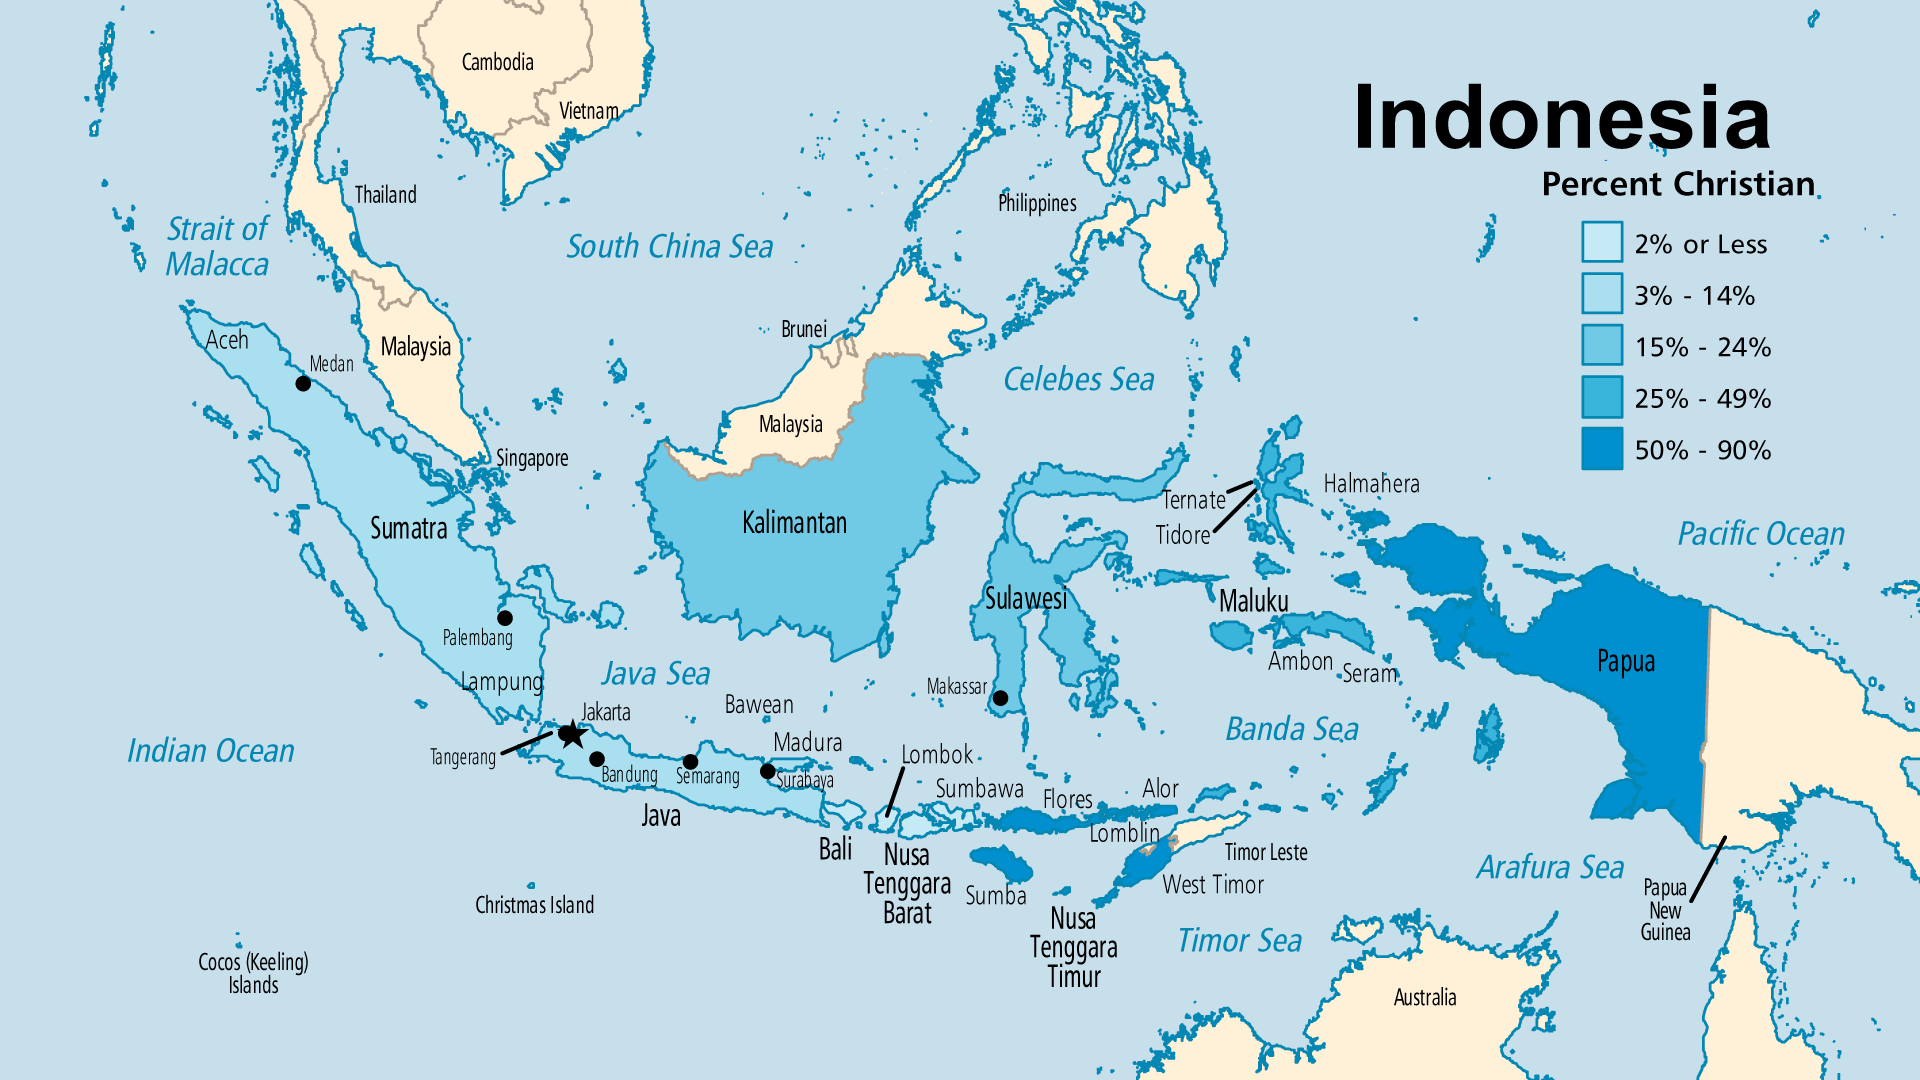 Indonesia
Percent Christian
2% or Less
3% - 14%
15% - 24%
25% - 49%
50% - 90%
Cambodia
Vietnam
Thailand
Philippines
Strait of
Malacca
South China Sea
Brunei
Aceh
Medan
Malaysia
Celebes Sea
Malaysia
Singapore
Halmahera
Ternate
Tidore
Sumatra
Kalimantan
Pacific Ocean
Sulawesi
Maluku
Palembang
Ambon
Seram
Papua
Lampung
Java Sea
Makassar
Jakarta
Bawean
Banda Sea
Indian Ocean
Tangerang
Madura
Lombok
Bandung
Semarang
Surabaya
Sumbawa
Flores
Alor
Java
Lomblin
Bali
Nusa
Tenggara
Barat
Timor Leste
Arafura Sea
West Timor
Sumba
Papua
New
Guinea
Christmas Island
Nusa
Tenggara
Timur
Timor Sea
Cocos (Keeling)
Islands
Australia